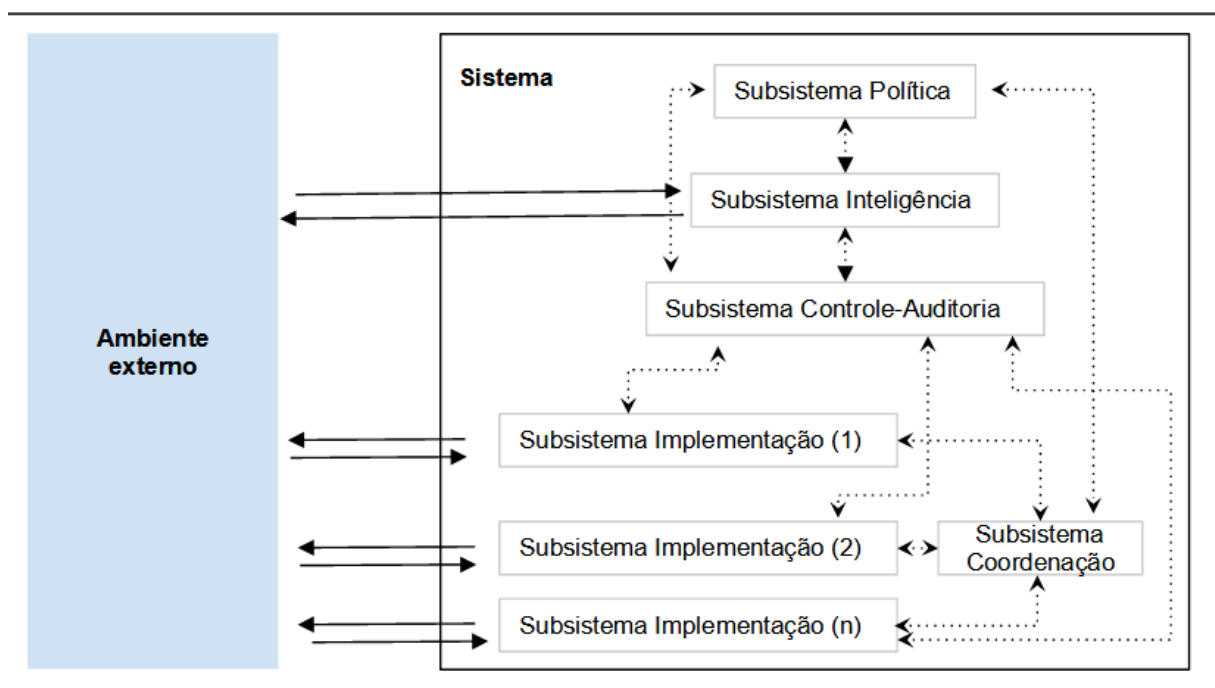 Sistema
Subsistema Política
Subsistema Inteligência
Subsistema Controle-Auditoria
Ambiente
externo
Subsistema Implementação (1)
Subsistema Implementação (2)
Subsistema
Coordenação
Subsistema Implementação (n)